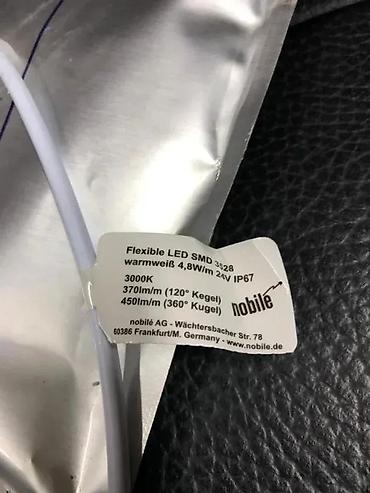 Flexible LED SMD 3528
warmweiß 4,8W/m 24V IP67
3000K
370lm/m (120° Kegel)
450lm/m (360° Kugel)
nobilé
nobilé AG - Wächtersbacher Str. 78
60386 Frankfurt/M. Germany - www.nobile.de